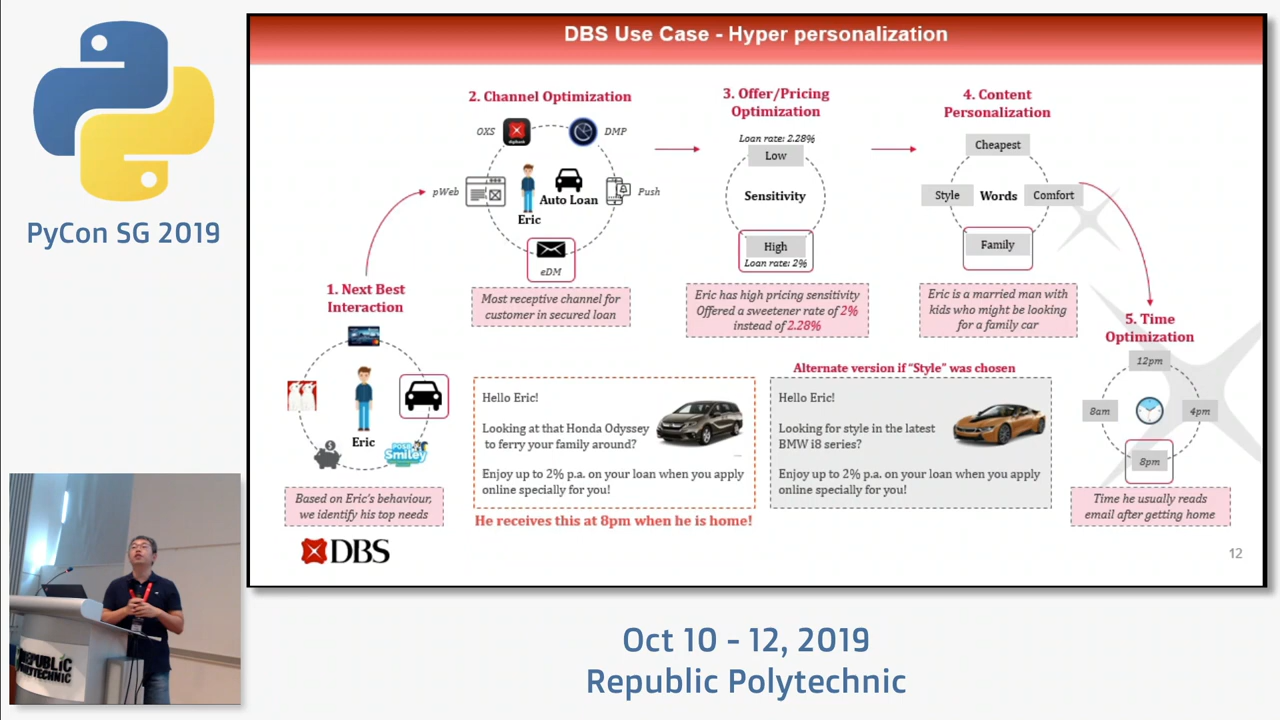 PyCon SG 2019
DBS Use Case - Hyper personalization
1. Next Best
Interaction
Eric
POSB
Smiley
Based on Eric's behaviour,
we identify his top needs
2. Channel Optimization
OXS
digibank
DMP
pWeb
Eric
Auto Loan
Push
eDM
Most receptive channel for
customer in secured loan
3. Offer/Pricing
Optimization
Loan rate: 2.28%
Low
Sensitivity
High
Loan rate: 2%
Eric has high pricing sensitivity
Offered a sweetener rate of 2%
instead of 2.28%
4. Content
Personalization
Cheapest
Style
Words
Comfort
Family
Eric is a married man with
kids who might be looking
for a family car
5. Time
Optimization
12pm
8am
4pm
8pm
Time he usually reads
email after getting home
Hello Eric!
Looking at that Honda Odyssey
to ferry your family around?
Enjoy up to 2% p.a. on your loan when you apply
online specially for you!
He receives this at 8pm when he is home!
Alternate version if "Style" was chosen
Hello Eric!
Looking for style in the latest
BMW i8 series?
Enjoy up to 2% p.a. on your loan when you apply
online specially for you!
DBS
12
REPUBLIC
POLYTECHNIC
Oct 10 - 12, 2019
Republic Polytechnic